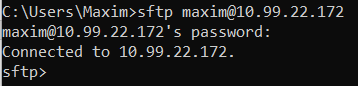 C:\Users\Maxim>sftp maxim@10.99.22.172
maxim@10.99.22.172's password:
Connected to 10.99.22.172.
sftp>